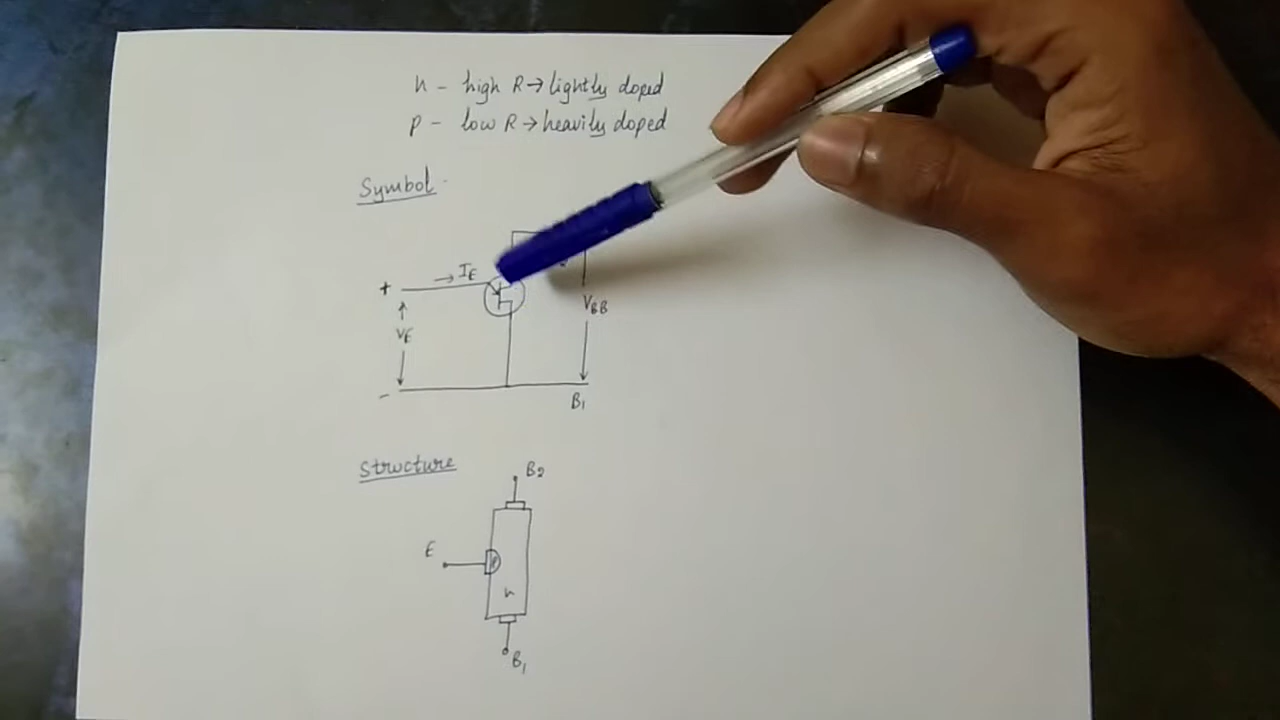 n - high R → lightly doped
p - low R → heavily doped
Symbol
+ → IE
VE
VBB
-
B1
Structure
B2
E
p
n
B1